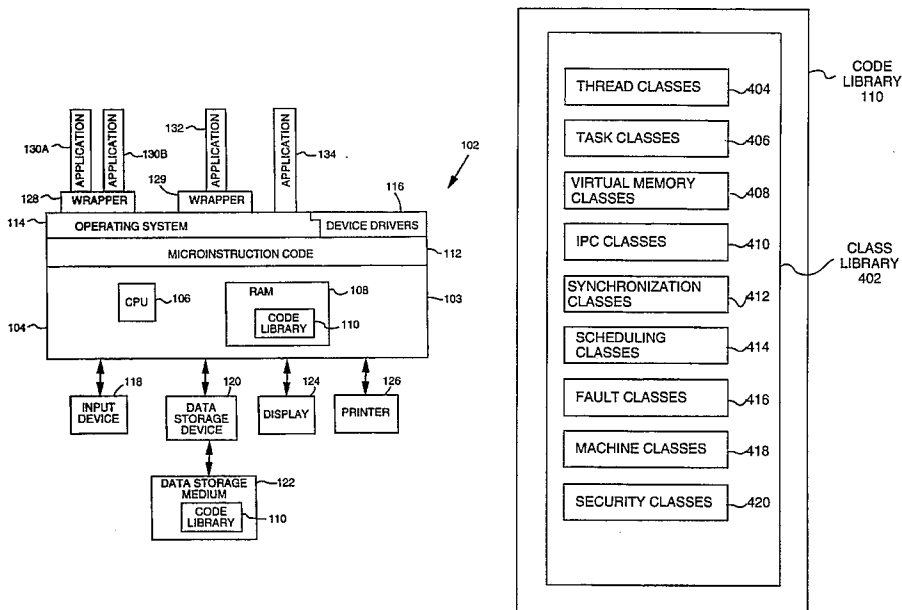 130A
APPLICATION
APPLICATION
130B
132
APPLICATION
APPLICATION
134
102
128
WRAPPER
129
WRAPPER
116
114
OPERATING SYSTEM
DEVICE DRIVERS
MICROINSTRUCTION CODE
112
CPU
106
RAM
108
CODE
LIBRARY
110
103
104
118
INPUT
DEVICE
120
DATA
STORAGE
DEVICE
124
DISPLAY
126
PRINTER
DATA STORAGE
MEDIUM
122
CODE
LIBRARY
110
THREAD CLASSES
404
TASK CLASSES
406
VIRTUAL MEMORY
CLASSES
408
IPC CLASSES
410
SYNCHRONIZATION
CLASSES
412
SCHEDULING
CLASSES
414
FAULT CLASSES
416
MACHINE CLASSES
418
SECURITY CLASSES
420
CODE
LIBRARY
110
CLASS
LIBRARY
402